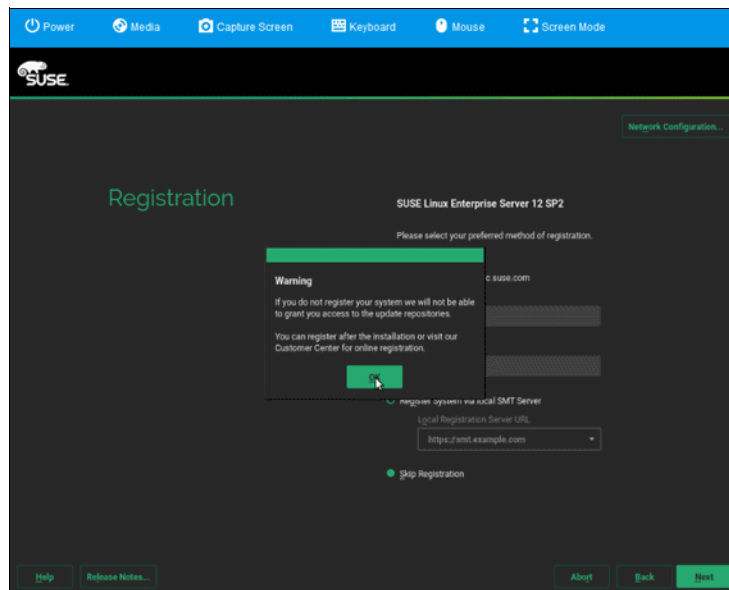 Power Media Capture Screen Keyboard Mouse Screen Mode
SUSE
Network Configuration...
Registration
SUSE Linux Enterprise Server 12 SP2
Please select your preferred method of registration.
c.suse.com
Warning
If you do not register your system we will not be able
to grant you access to the update repositories.
You can register after the installation or visit our
Customer Center for online registration.
OK
Register System via local SMT Server
Local Registration Server URL
https://smt.example.com
Skip Registration
Help Release Notes... Abort Back Next